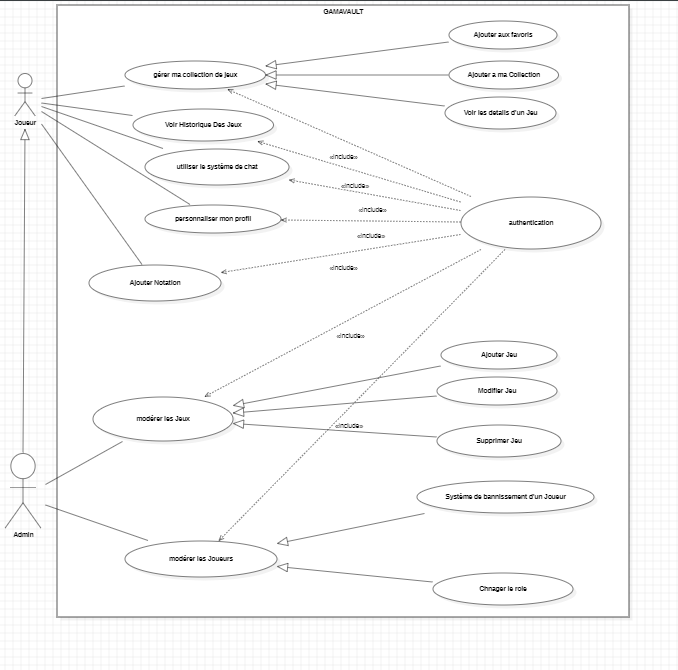 GAMAVAULT
Ajouter aux favoris
gérer ma collection de jeux
Ajouter a ma Collection
Voir les details d'un Jeu
Joueur
Voir Historique Des Jeux
«include»
utiliser le système de chat
«include»
«include»
personnaliser mon profil
authentication
«include»
«include»
Ajouter Notation
«include»
Ajouter Jeu
Modifier Jeu
modérer les Jeux
«include»
Supprimer Jeu
Système de bannissement d'un Joueur
Admin
modérer les Joueurs
Chnager le role